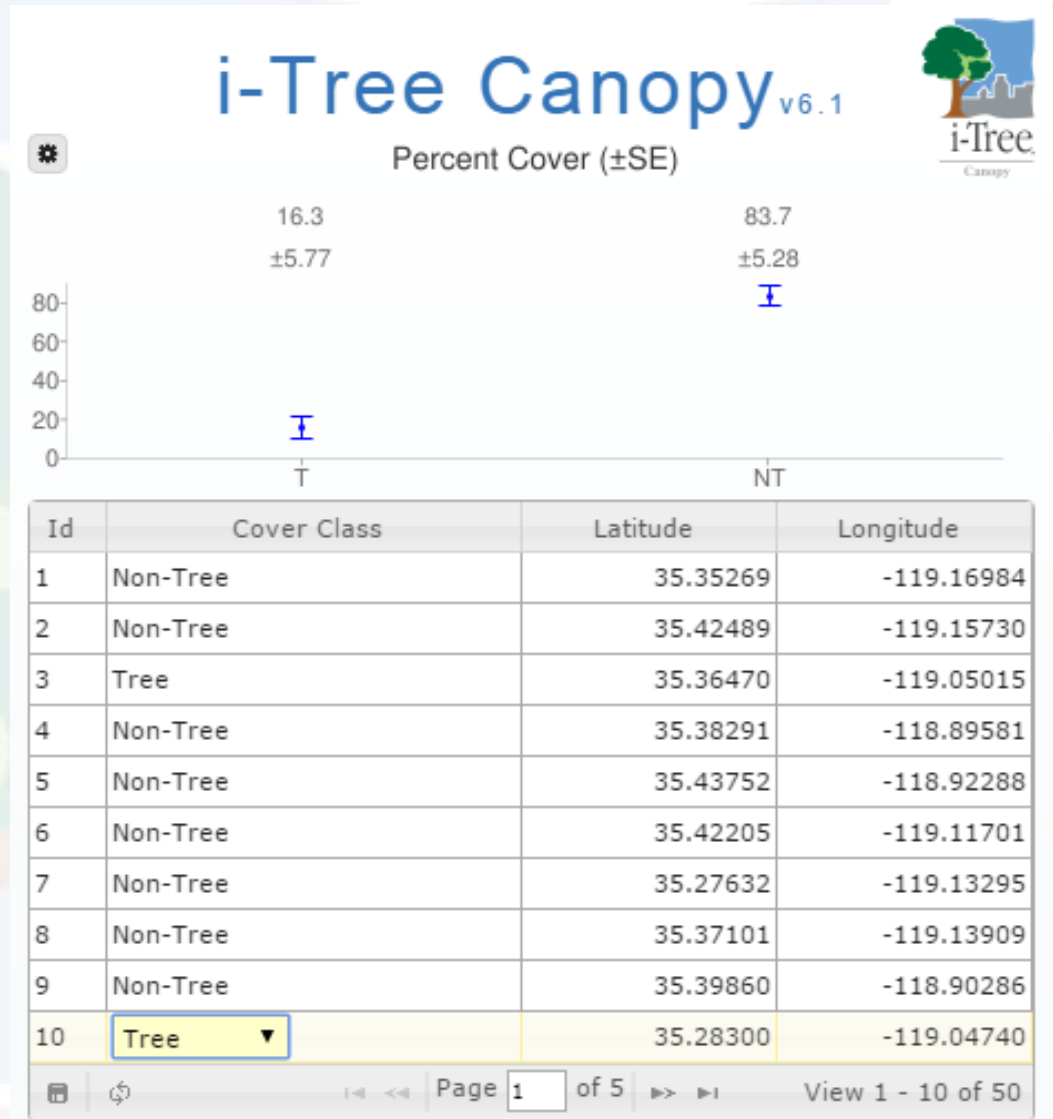 i-Tree Canopy v6.1
i-Tree
Canopy
Percent Cover (±SE)
16.3 83.7
±5.77 ±5.28
80
60
40
20
0
T NT
Id Cover Class Latitude Longitude
1 Non-Tree 35.35269 -119.16984
2 Non-Tree 35.42489 -119.15730
3 Tree 35.36470 -119.05015
4 Non-Tree 35.38291 -118.89581
5 Non-Tree 35.43752 -118.92288
6 Non-Tree 35.42205 -119.11701
7 Non-Tree 35.27632 -119.13295
8 Non-Tree 35.37101 -119.13909
9 Non-Tree 35.39860 -118.90286
10 Tree 35.28300 -119.04740
Page 1 of 5 View 1 - 10 of 50